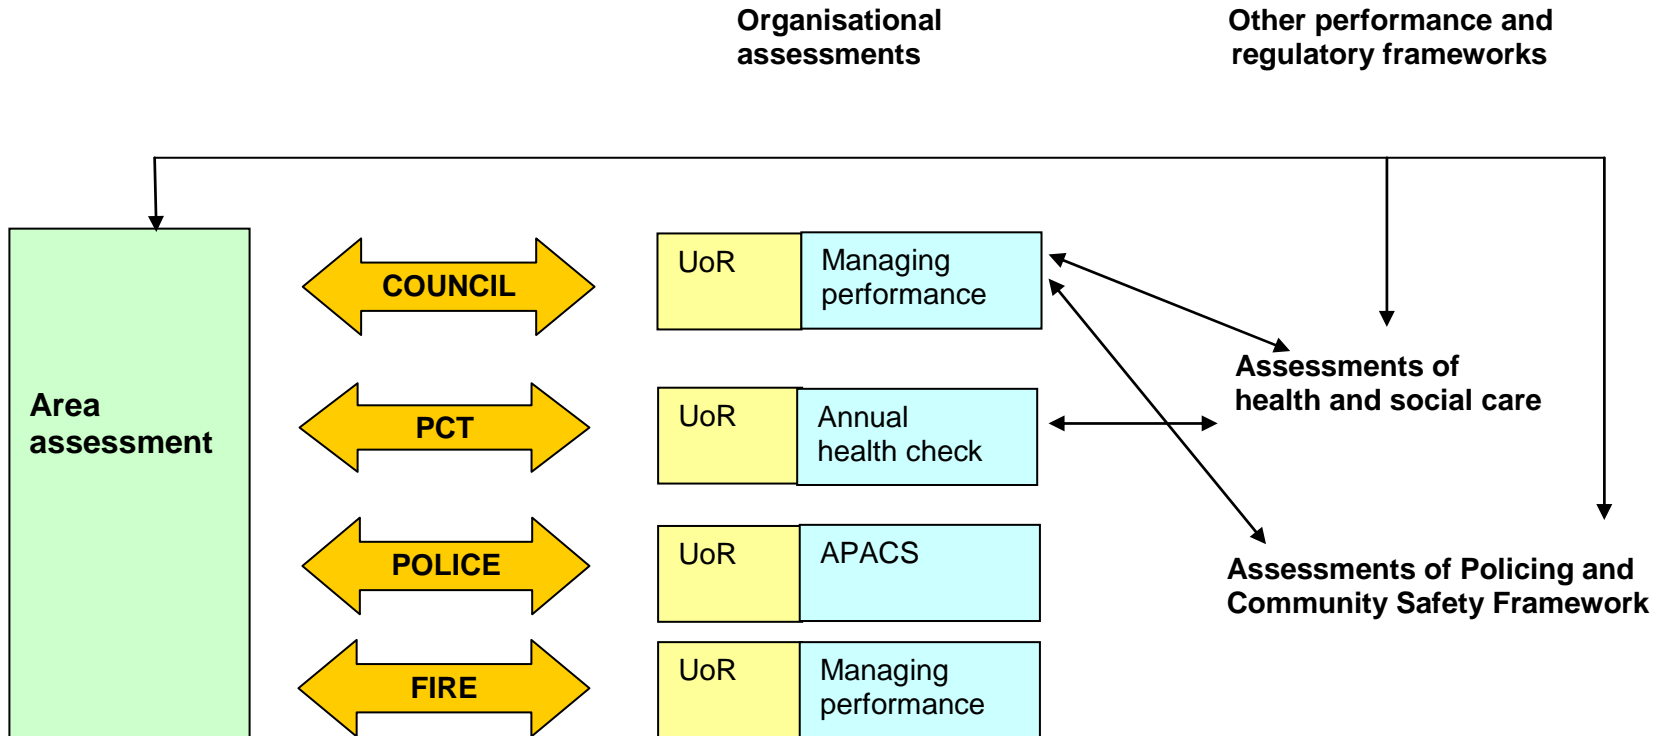 Organisational
assessments
Other performance and
regulatory frameworks
Area
assessment
COUNCIL
UoR
Managing
performance
PCT
UoR
Annual
health check
POLICE
UoR
APACS
FIRE
UoR
Managing
performance
Assessments of
health and social care
Assessments of Policing and
Community Safety Framework